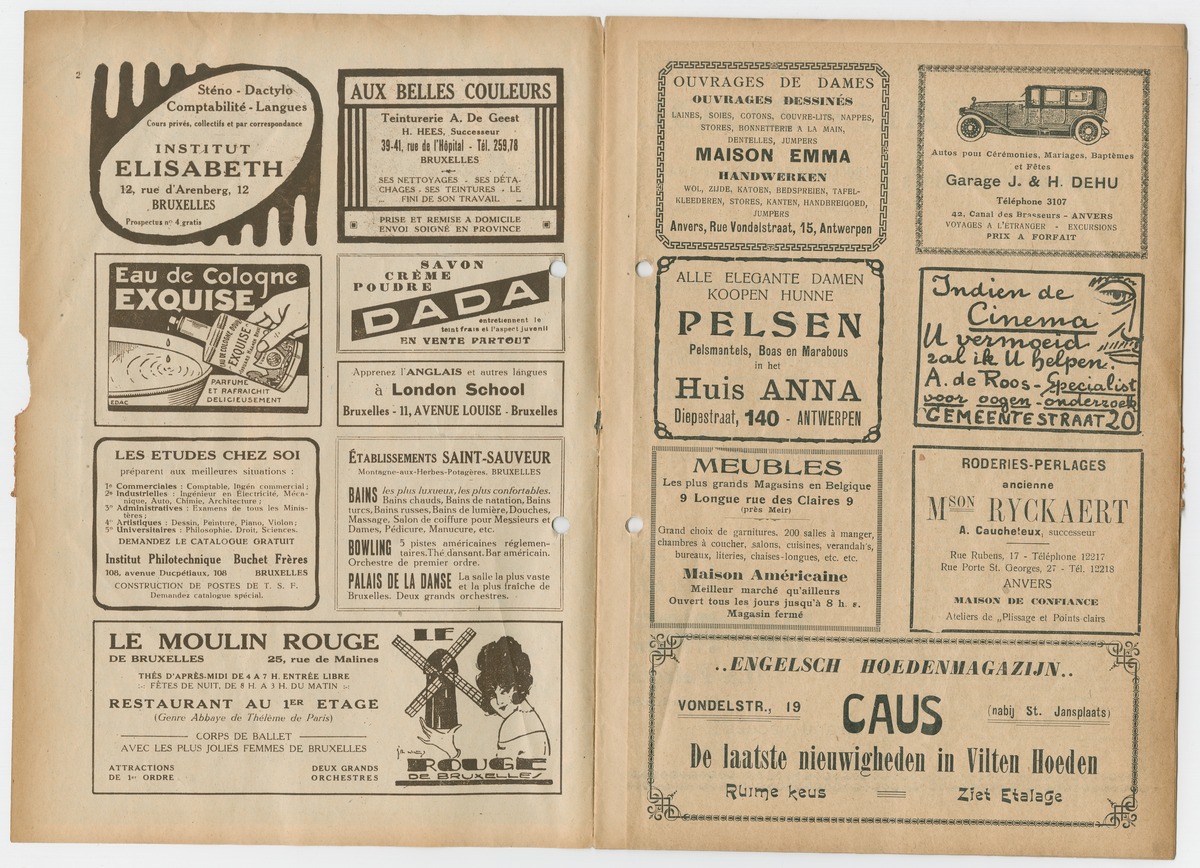 2
Sténo - Dactylo
Comptabilité - Langues
Cours privés, collectifs et par correspondance
INSTITUT
ELISABETH
12, rue d'Arenberg, 12
BRUXELLES
Prospectus nº 4 gratis
AUX BELLES COULEURS
Teinturerie A. De Geest
H. HEES, Successeur
39-41, rue de l'Hôpital - Tél. 259,78
BRUXELLES
SES NETTOYAGES - SES DÉTA-
CHAGES - SES TEINTURES - LE
FINI DE SON TRAVAIL
PRISE ET REMISE A DOMICILE
ENVOI SOIGNÉ EN PROVINCE
Eau de Cologne
EXQUISE
EAU DE COLOGNE
EXQUISE
PARFUME
ET RAFRAICHIT
DELICIEUSEMENT
EDAC
SAVON
CRÈME
POUDRE
DADA
entretiennent le
teint frais et l'aspect juvenil
EN VENTE PARTOUT
Apprenez l'ANGLAIS et autres lángues
à London School
Bruxelles - 11, AVENUE LOUISE - Bruxelles
LES ETUDES CHEZ SOI
préparent aux meilleures situations :
1º Commerciales : Comptable, Ingén commercial;
2º Industrielles : Ingénieur en Electricité, Méca-
nique, Auto, Chimie, Architecture;
3º Administratives : Examens de tous les Minis-
tères;
4º Artistiques : Dessin, Peinture, Piano, Violon;
5º Universitaires : Philosophie, Droit, Sciences.
DEMANDEZ LE CATALOGUE GRATUIT
Institut Philotechnique Buchet Frères
108, avenue Ducpétiaux, 108 BRUXELLES
CONSTRUCTION DE POSTES DE T. S. F.
Demandez catalogue spécial.
ÉTABLISSEMENTS SAINT-SAUVEUR
Montagne-aux-Herbes-Potagères. BRUXELLES
BAINS les plus luxueux, les plus confortables.
Bains chauds, Bains de natation, Bains
turcs, Bains russes, Bains de lumière, Douches,
Massage, Salon de coiffure pour Messieurs et
Dames, Pédicure, Manucure, etc.
BOWLING 5 pistes américaines réglemen-
taires. Thé dansant. Bar américain.
Orchestre de premier ordre.
PALAIS DE LA DANSE La salle la plus vaste
et la plus fraîche de
Bruxelles. Deux grands orchestres.
LE MOULIN ROUGE
DE BRUXELLES 25, rue de Malines
THÉS D'APRÈS-MIDI DE 4 A 7 H. ENTRÉE LIBRE
:-: FÊTES DE NUIT, DE 8 H. A 3 H. DU MATIN :-:
RESTAURANT AU 1ER ETAGE
(Genre Abbaye de Thélème de Paris)
CORPS DE BALLET
AVEC LES PLUS JOLIES FEMMES DE BRUXELLES
ATTRACTIONS
DE 1er ORDRE
DEUX GRANDS
ORCHESTRES
LE
ROUGE
DE BRUXELLES
OUVRAGES DE DAMES
OUVRAGES DESSINÉS
LAINES, SOIES, COTONS, COUVRE-LITS, NAPPES,
STORES, BONNETTERIE A LA MAIN,
DENTELLES, JUMPERS
MAISON EMMA
HANDWERKEN
WOL, ZIJDE, KATOEN, BEDSPREIEN, TAFEL-
KLEEDEREN, STORES, KANTEN, HANDBREIGOED,
JUMPERS
Anvers, Rue Vondelstraat, 15, Antwerpen
Autos pour Cérémonies, Mariages, Baptèmes
et Fêtes
Garage J. & H. DEHU
Téléphone 3107
42. Canal des Brasseurs - ANVERS
VOYAGES A L'ETRANGER - EXCURSIONS
PRIX A FORFAIT
ALLE ELEGANTE DAMEN
KOOPEN HUNNE
PELSEN
Pelsmantels, Boas en Marabous
in het
Huis ANNA
Diepestraat, 140 - ANTWERPEN
Indien de
Cinema
U vermoeid
zal ik U helpen.
A. de Roos - Specialist
voor oogen-onderzoek
GEMEENTESTRAAT 20
MEUBLES
Les plus grands Magasins en Belgique
9 Longue rue des Claires 9
(près Meir)
Grand choix de garnitures. 200 salles à manger,
chambres à coucher, salons, cuisines, verandah's,
bureaux, literies, chaises-longues, etc. etc.
Maison Américaine
Meilleur marché qu'ailleurs
Ouvert tous les jours jusqu'à 8 h. s.
Magasin fermé
RODERIES-PERLAGES
ancienne
MSON RYCKAERT
A. Caucheteux, successeur
Rue Rubens, 17 - Téléphone 12217
Rue Porte St. Georges, 27 - Tél. 12218
ANVERS
MAISON DE CONFIANCE
Ateliers de „Plissage et Points-clairs
..ENGELSCH HOEDENMAGAZIJN..
VONDELSTR., 19 CAUS (nabij St. Jansplaats)
De laatste nieuwigheden in Vilten Hoeden
Ruime keus Ziet Etalage